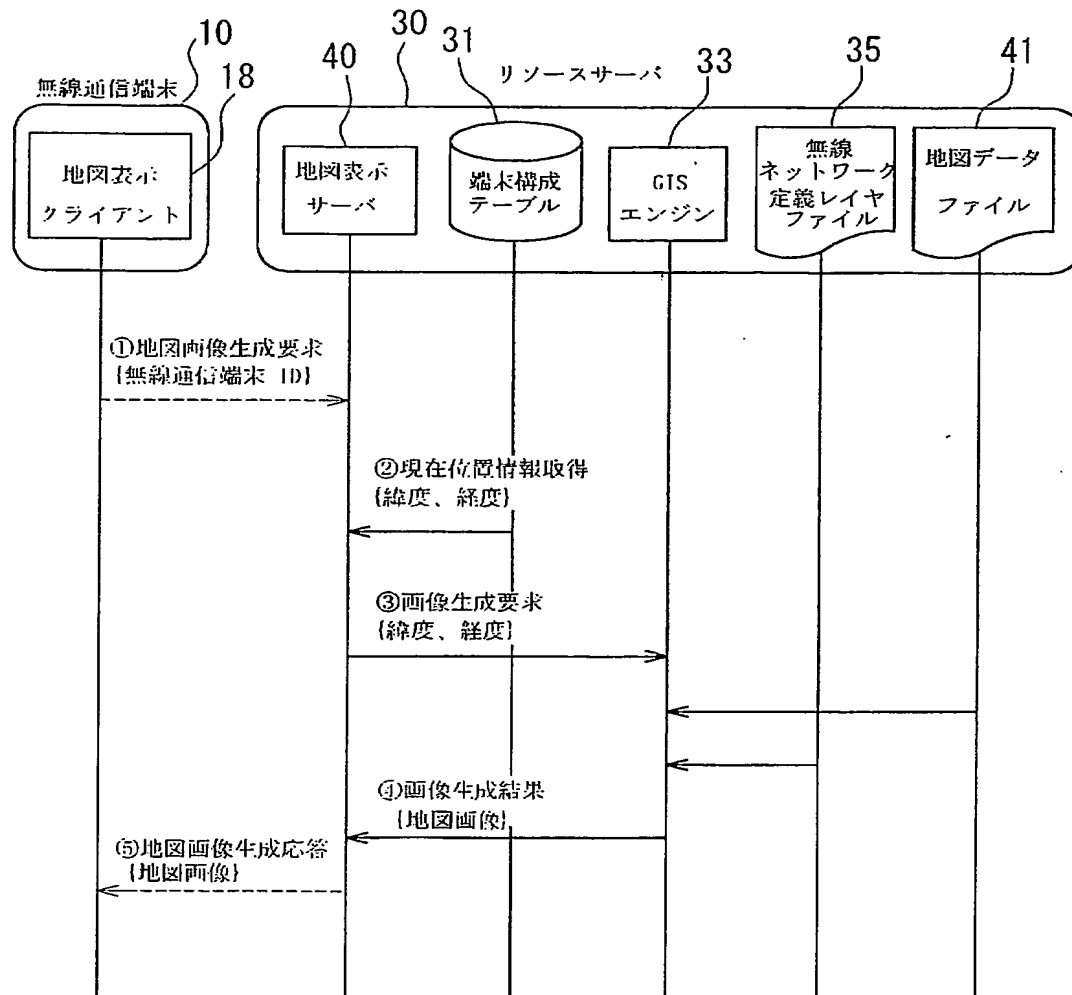 10
18
無線通信端末
地図表示
クライアント
30
リソースサーバ
40
地図表示
サーバ
31
端末構成
テーブル
33
GIS
エンジン
35
無線
ネットワーク
定義レイヤ
ファイル
41
地図データ
ファイル
①地図画像生成要求
{無線通信端末 ID}
②現在位置情報取得
{緯度、経度}
③画像生成要求
{緯度、経度}
④画像生成結果
{地図画像}
⑤地図画像生成応答
{地図画像}